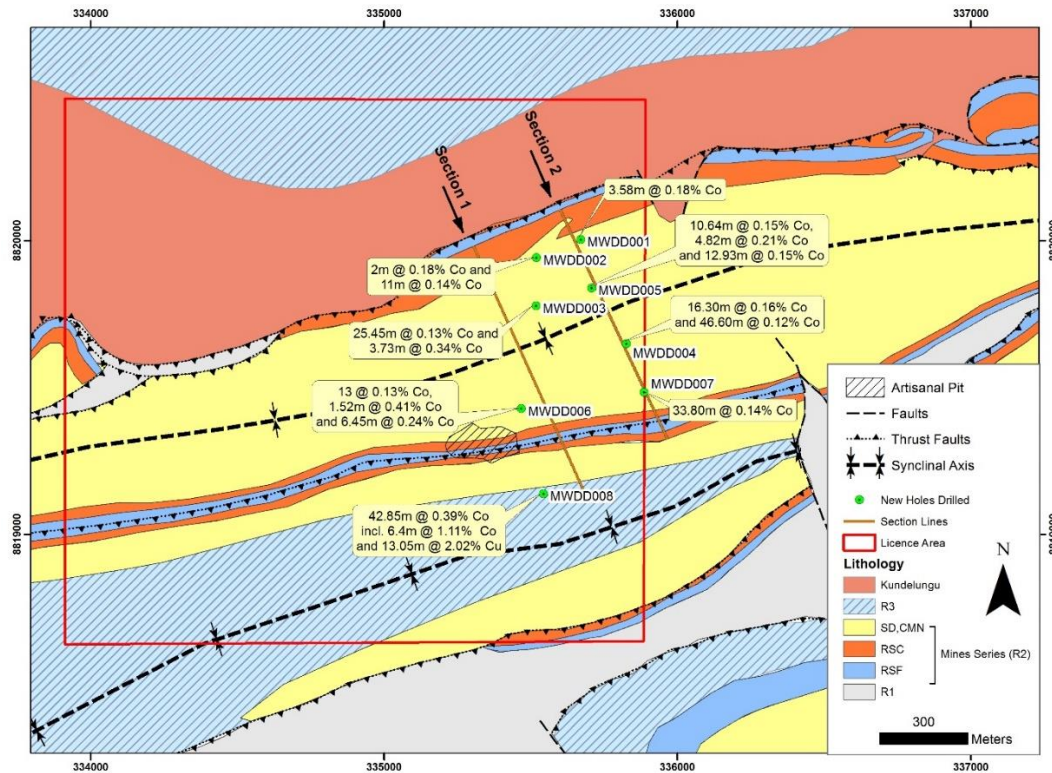 334000
335000
336000
337000
8820000
8820000
8819000
8819000
Section 1
Section 2
3.58m @ 0.18% Co
MWDD001
10.64m @ 0.15% Co,
4.82m @ 0.21% Co
and 12.93m @ 0.15% Co
MWDD002
2m @ 0.18% Co and
11m @ 0.14% Co
MWDD005
MWDD003
16.30m @ 0.16% Co
and 46.60m @ 0.12% Co
25.45m @ 0.13% Co and
3.73m @ 0.34% Co
MWDD004
13 @ 0.13% Co,
1.52m @ 0.41% Co
and 6.45m @ 0.24% Co
MWDD007
MWDD006
33.80m @ 0.14% Co
MWDD008
42.85m @ 0.39% Co
incl. 6.4m @ 1.11% Co
and 13.05m @ 2.02% Cu
Artisanal Pit
Faults
Thrust Faults
Synclinal Axis
New Holes Drilled
Section Lines
Licence Area
N
Lithology
Kundelungu
R3
SD,CMN
RSC
Mines Series (R2)
RSF
R1
300
Meters
334000
335000
336000
337000